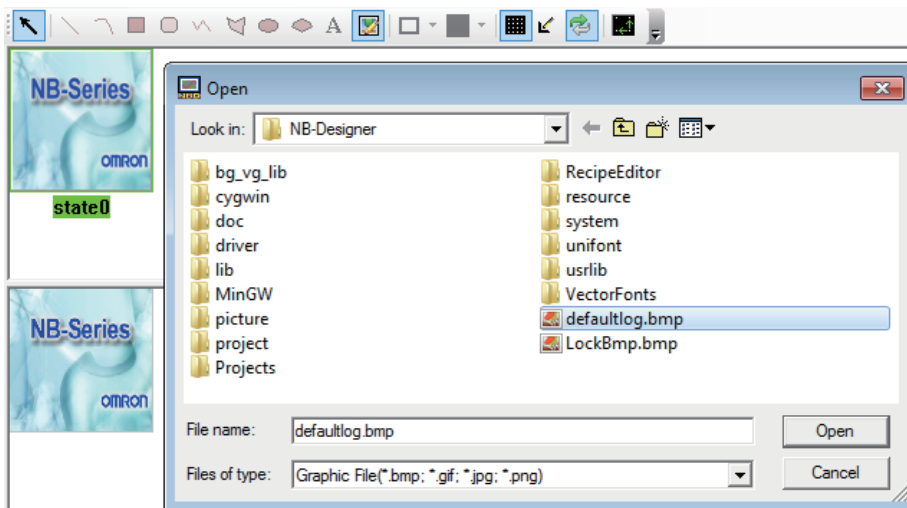 A
NB-Series
OMRON
state0
NB-Series
OMRON
Open
Look in:
NB-Designer
bg_vg_lib
cygwin
doc
driver
lib
MinGW
picture
project
Projects
RecipeEditor
resource
system
unifont
usrlib
VectorFonts
defaultlog.bmp
LockBmp.bmp
File name:
defaultlog.bmp
Open
Files of type:
Graphic File(*.bmp; *.gif; *.jpg; *.png)
Cancel